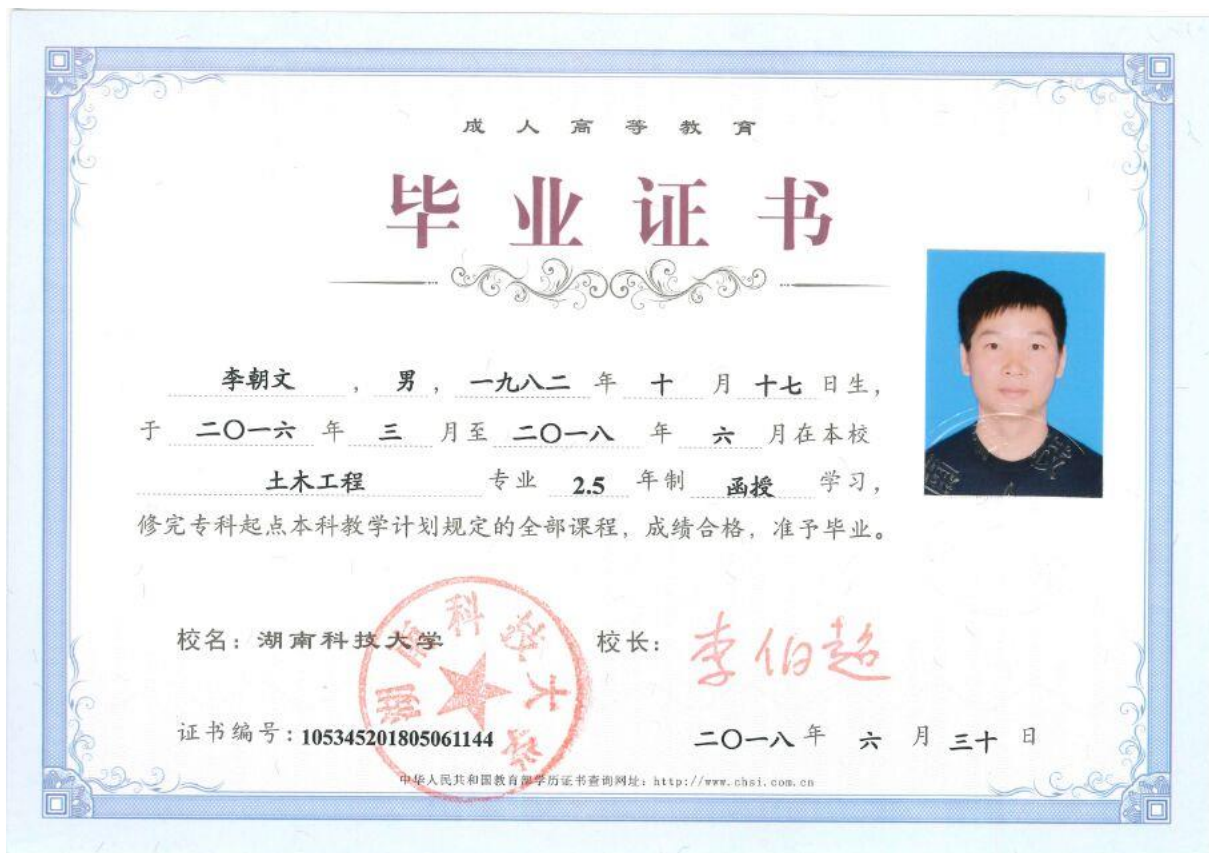 成人高等教育
毕业证书
李朝文，男，一九八二年十月十七日生，
于二〇一六年三月至二〇一八年六月在本校
土木工程专业2.5年制函授学习，
修完专科起点本科教学计划规定的全部课程，成绩合格，准予毕业。
校名：湖南科技大学 校长：李伯超
湖南科技大学
证书编号：105345201805061144 二〇一八年六月三十日
中华人民共和国教育部学历证书查询网址：http://www.chsi.com.cn